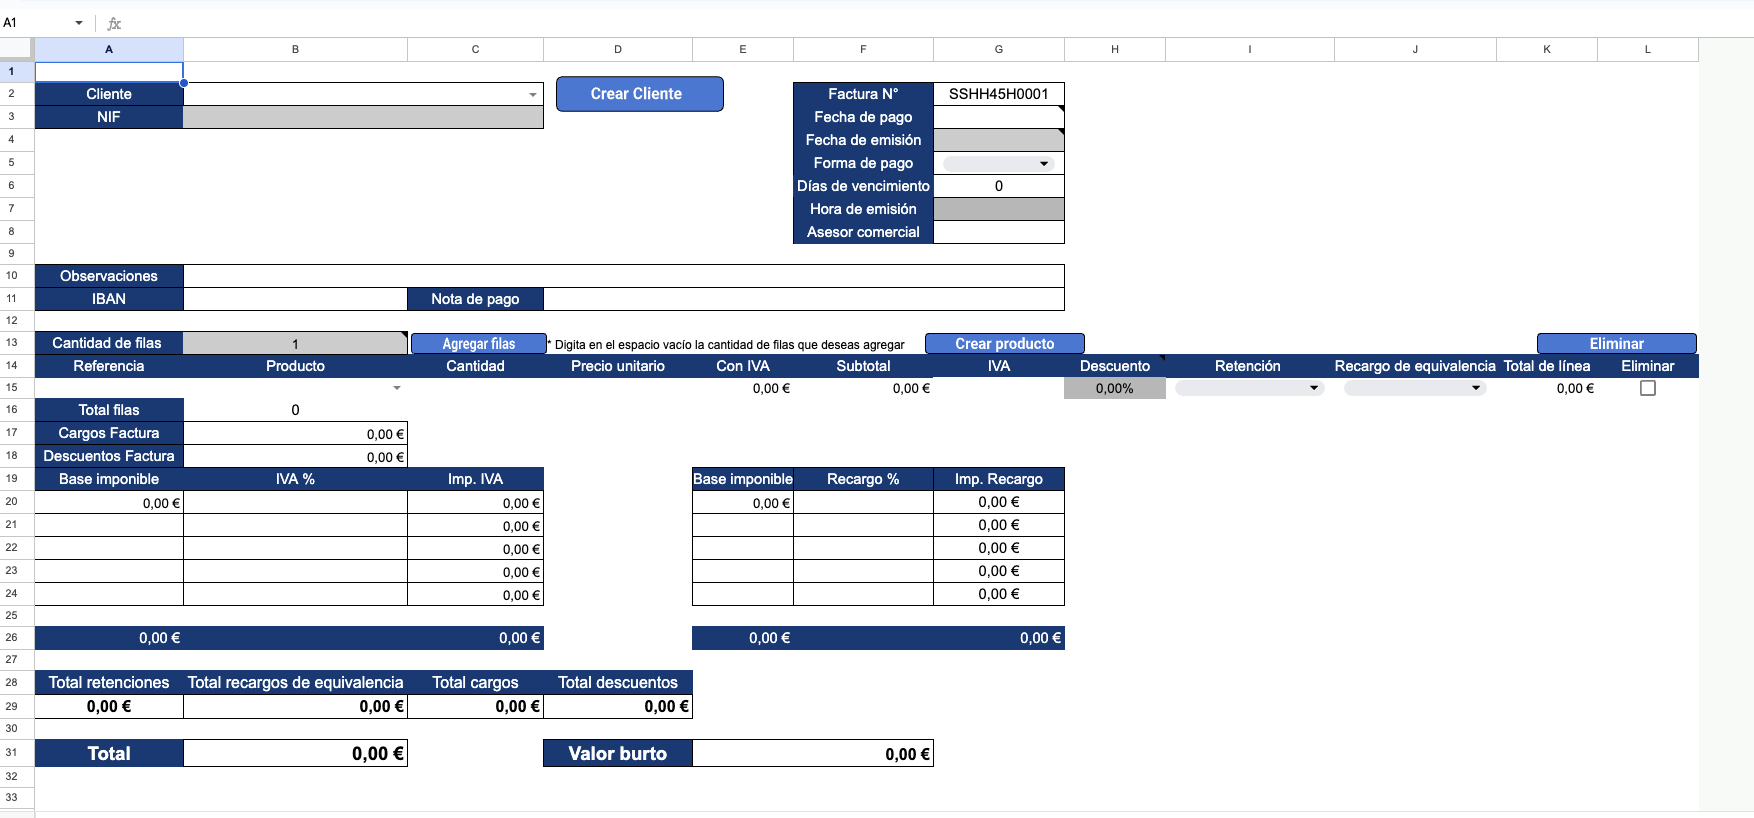 A1 fx
A B C D E F G H I J K L
1
2 Cliente Crear Cliente Factura N° SSHH45H0001
3 NIF Fecha de pago
4 Fecha de emisión
5 Forma de pago
6 Días de vencimiento 0
7 Hora de emisión
8 Asesor comercial
9
10 Observaciones
11 IBAN Nota de pago
12
13 Cantidad de filas 1 Agregar filas * Digita en el espacio vacío la cantidad de filas que deseas agregar Crear producto Eliminar
14 Referencia Producto Cantidad Precio unitario Con IVA Subtotal IVA Descuento Retención Recargo de equivalencia Total de línea Eliminar
15 0,00 € 0,00 € 0,00% 0,00 €
16 Total filas 0
17 Cargos Factura 0,00 €
18 Descuentos Factura 0,00 €
19 Base imponible IVA % Imp. IVA Base imponible Recargo % Imp. Recargo
20 0,00 € 0,00 € 0,00 € 0,00 €
21 0,00 € 0,00 €
22 0,00 € 0,00 €
23 0,00 € 0,00 €
24 0,00 € 0,00 €
25
26 0,00 € 0,00 € 0,00 € 0,00 €
27
28 Total retenciones Total recargos de equivalencia Total cargos Total descuentos
29 0,00 € 0,00 € 0,00 € 0,00 €
30
31 Total 0,00 € Valor burto 0,00 €
32
33